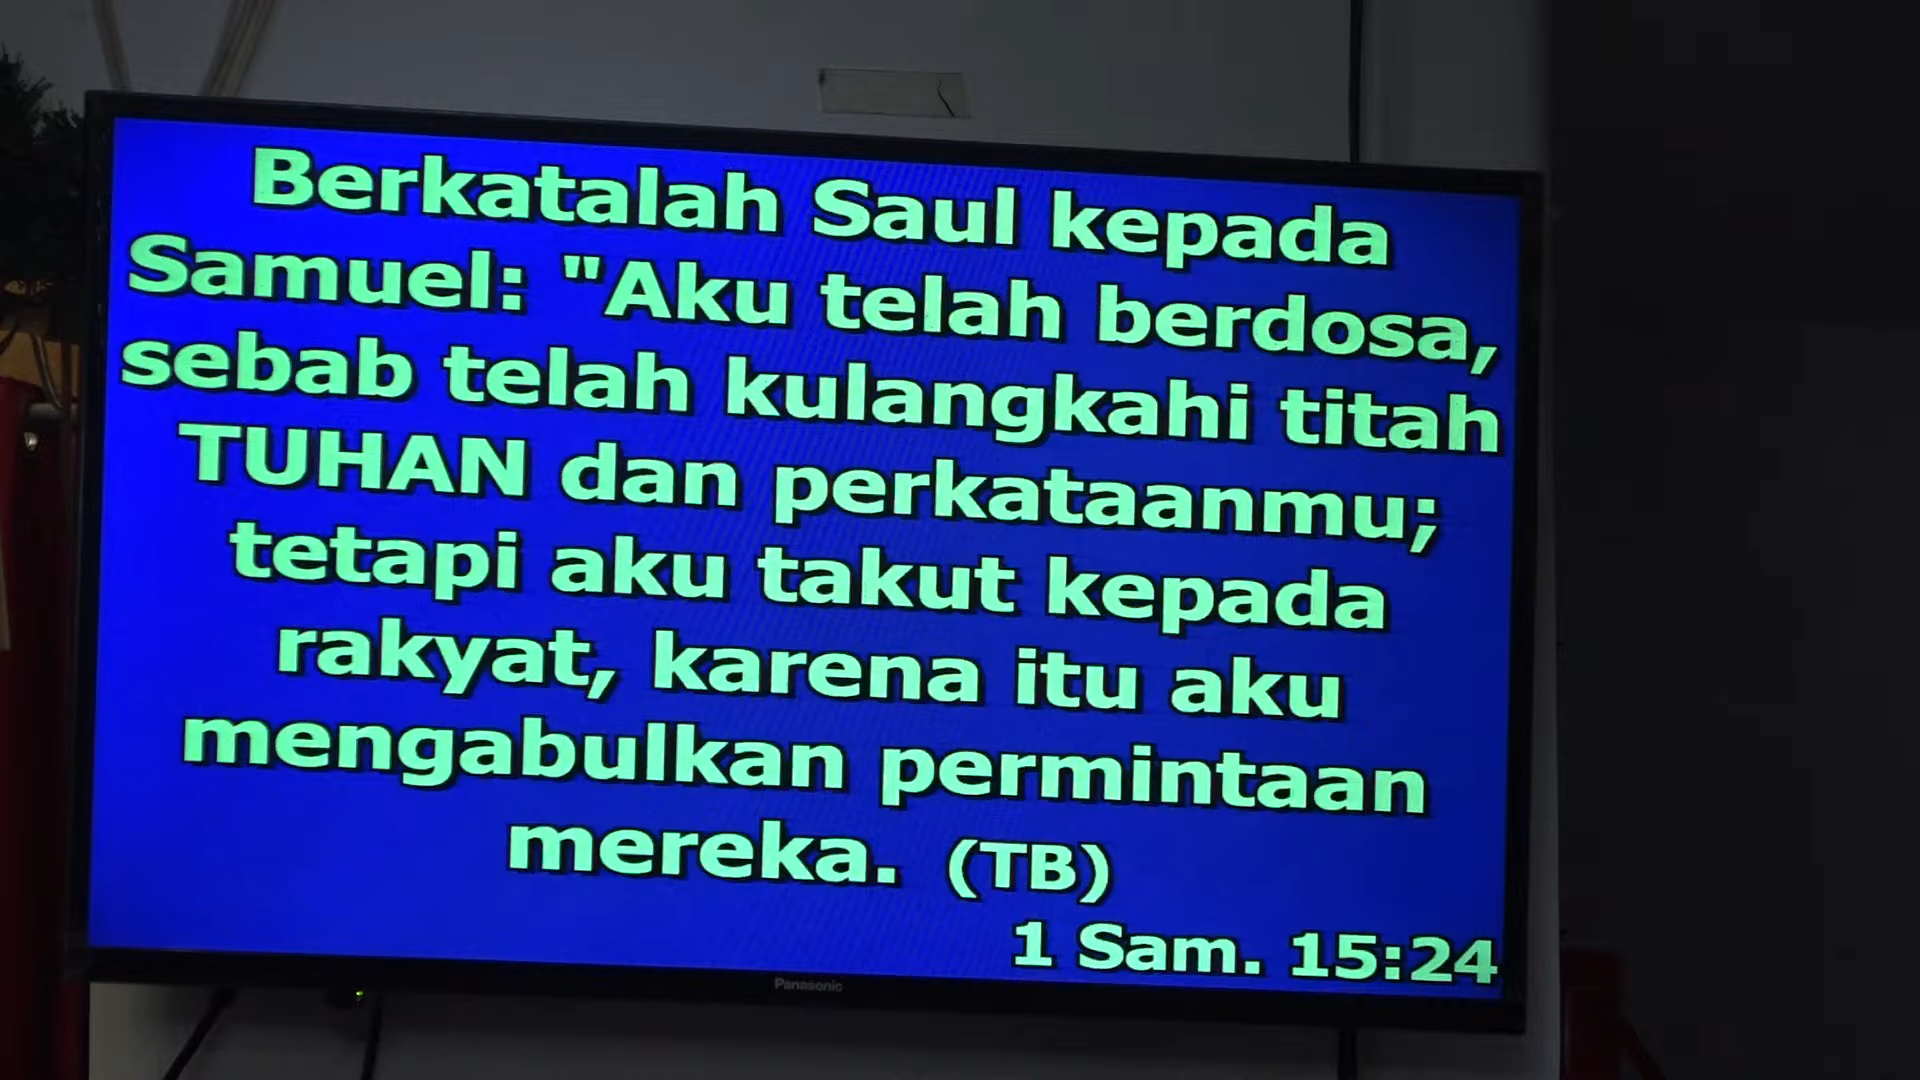 Berkatalah Saul kepada
Samuel: "Aku telah berdosa,
sebab telah kulangkahi titah
TUHAN dan perkataanmu;
tetapi aku takut kepada
rakyat, karena itu aku
mengabulkan permintaan
mereka. (TB)
1 Sam. 15:24
Panasonic